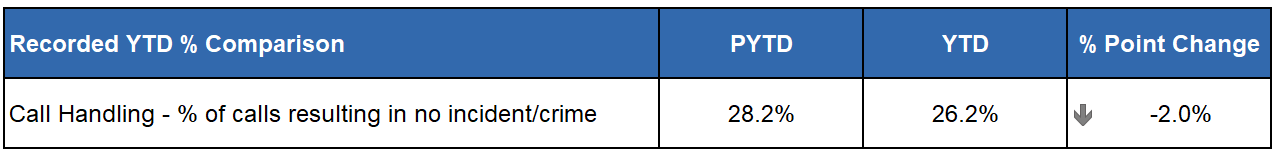 Recorded YTD % Comparison PYTD YTD % Point Change
Call Handling - % of calls resulting in no incident/crime 28.2% 26.2% -2.0%